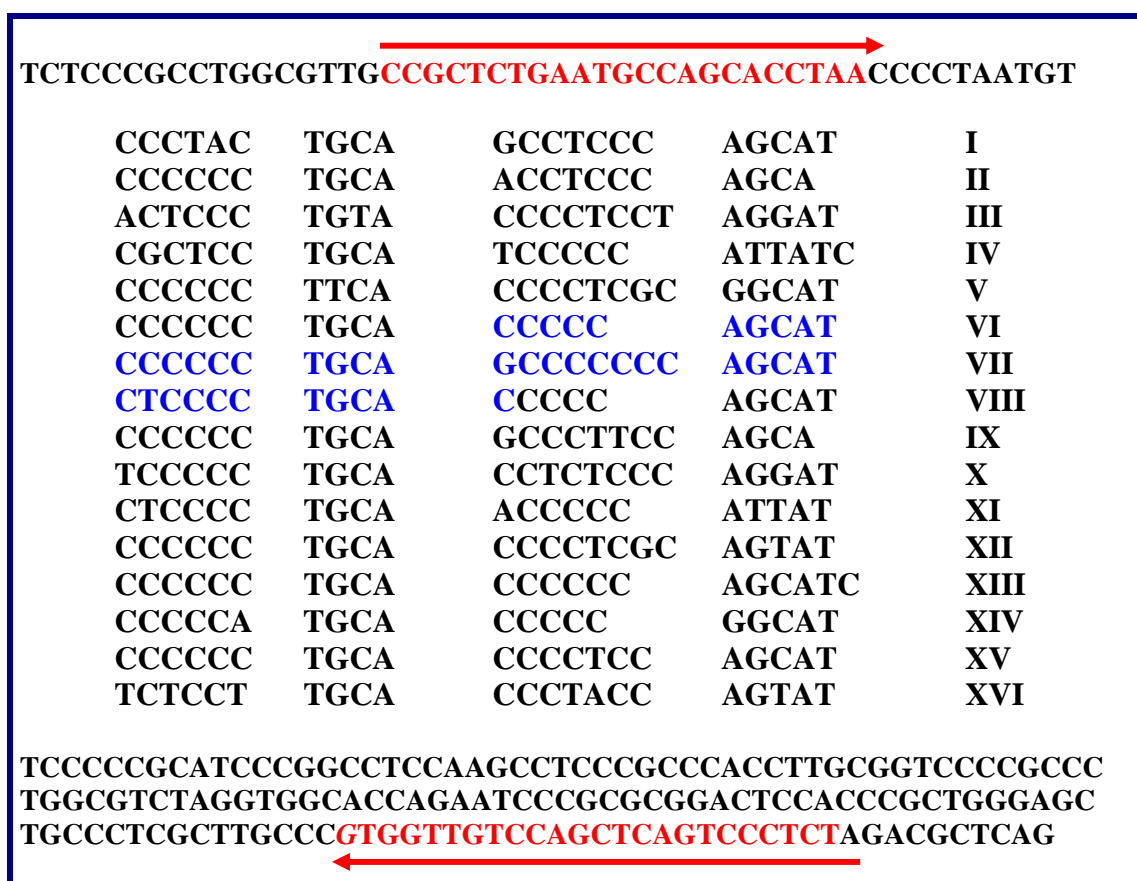 TCTCCCGCCTGGCGTTGCCGCTCTGAATGCCAGCACCTAACCCCTAATGT
CCCTAC TGCA GCCTCCC AGCAT I
CCCCCC TGCA ACCTCCC AGCA II
ACTCCC TGTA CCCCTCCT AGGAT III
CGCTCC TGCA TCCCCC ATTATC IV
CCCCCC TTCA CCCCTCGC GGCAT V
CCCCCC TGCA CCCCC AGCAT VI
CCCCCC TGCA GCCCCCCC AGCAT VII
CTCCCC TGCA CCCCC AGCAT VIII
CCCCCC TGCA GCCCTTCC AGCA IX
TCCCCC TGCA CCTCTCCC AGGAT X
CTCCCC TGCA ACCCCC ATTAT XI
CCCCCC TGCA CCCCTCGC AGTAT XII
CCCCCC TGCA CCCCCC AGCATC XIII
CCCCCA TGCA CCCCC GGCAT XIV
CCCCCC TGCA CCCCTCC AGCAT XV
TCTCCT TGCA CCCTACC AGTAT XVI
TCCCCCGCATCCCGGCCTCCAAGCCTCCCGCCCACCTTGCGGTCCCCGCCC
TGGCGTCTAGGTGGCACCAGAATCCCGCGCGGACTCCACCCGCTGGGAGC
TGCCCTCGCTTGCCCGTGGTTGTCCAGCTCAGTCCCTCTAGACGCTCAG